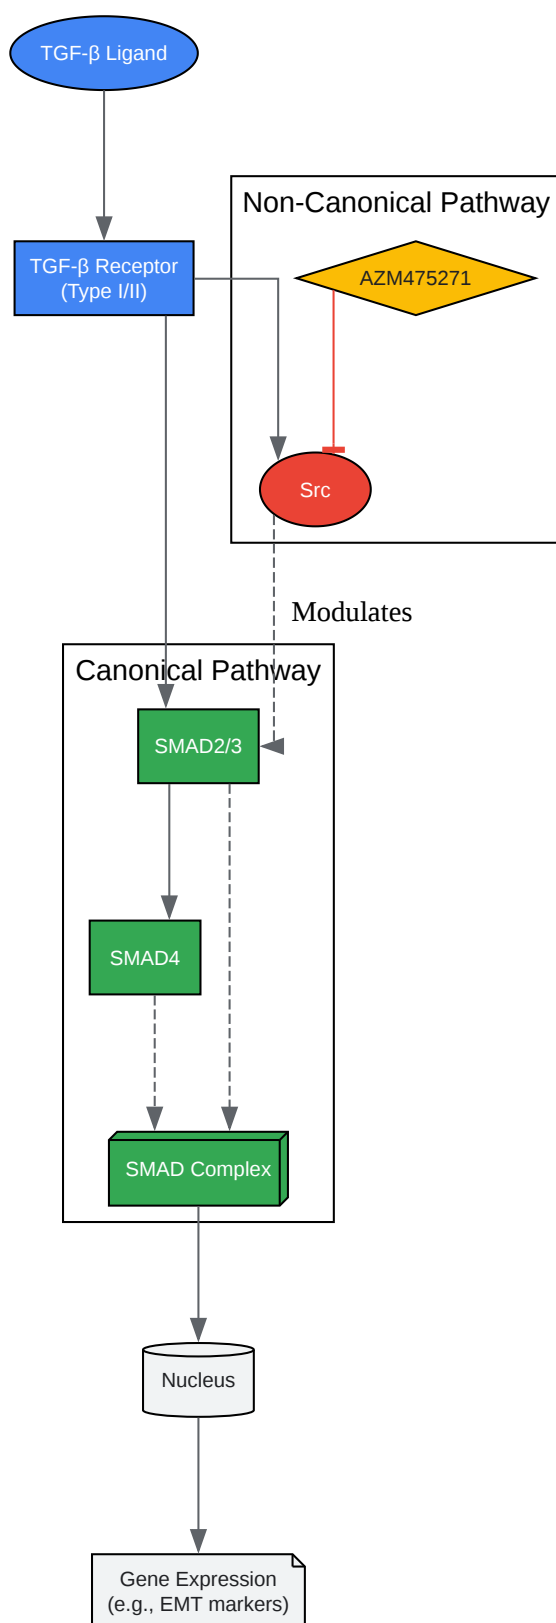 TGF-β Ligand
Non-Canonical Pathway
TGF-β Receptor
(Type I/II)
AZM475271
Src
Modulates
Canonical Pathway
SMAD2/3
SMAD4
SMAD Complex
Nucleus
Gene Expression
(e.g., EMT markers)